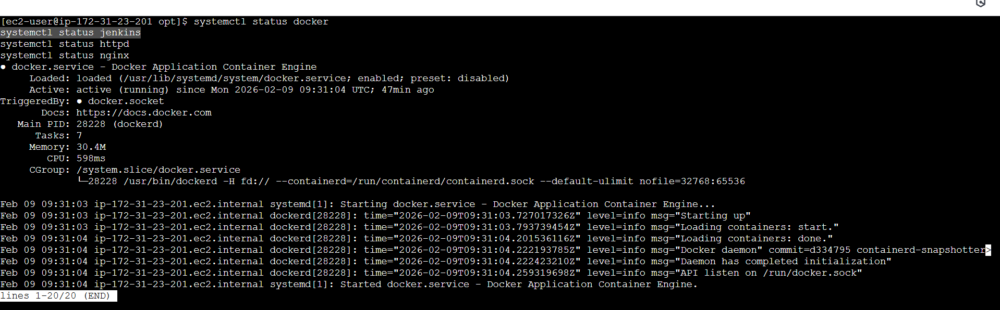 [ec2-user@ip-172-31-23-201 opt]$ systemctl status docker
systemctl status jenkins
systemctl status httpd
systemctl status nginx
● docker.service - Docker Application Container Engine
     Loaded: loaded (/usr/lib/systemd/system/docker.service; enabled; preset: disabled)
     Active: active (running) since Mon 2026-02-09 09:31:04 UTC; 47min ago
TriggeredBy: ● docker.socket
       Docs: https://docs.docker.com
   Main PID: 28228 (dockerd)
      Tasks: 7
     Memory: 30.4M
        CPU: 598ms
     CGroup: /system.slice/docker.service
             └─28228 /usr/bin/dockerd -H fd:// --containerd=/run/containerd/containerd.sock --default-ulimit nofile=32768:65536
Feb 09 09:31:03 ip-172-31-23-201.ec2.internal systemd[1]: Starting docker.service - Docker Application Container Engine...
Feb 09 09:31:03 ip-172-31-23-201.ec2.internal dockerd[28228]: time="2026-02-09T09:31:03.727017326Z" level=info msg="Starting up"
Feb 09 09:31:03 ip-172-31-23-201.ec2.internal dockerd[28228]: time="2026-02-09T09:31:03.793739454Z" level=info msg="Loading containers: start."
Feb 09 09:31:04 ip-172-31-23-201.ec2.internal dockerd[28228]: time="2026-02-09T09:31:04.201536116Z" level=info msg="Loading containers: done."
Feb 09 09:31:04 ip-172-31-23-201.ec2.internal dockerd[28228]: time="2026-02-09T09:31:04.222193785Z" level=info msg="Docker daemon" commit=d334795 containerd-snapshotter>
Feb 09 09:31:04 ip-172-31-23-201.ec2.internal dockerd[28228]: time="2026-02-09T09:31:04.222423210Z" level=info msg="Daemon has completed initialization"
Feb 09 09:31:04 ip-172-31-23-201.ec2.internal dockerd[28228]: time="2026-02-09T09:31:04.259319698Z" level=info msg="API listen on /run/docker.sock"
Feb 09 09:31:04 ip-172-31-23-201.ec2.internal systemd[1]: Started docker.service - Docker Application Container Engine.
lines 1-20/20 (END)